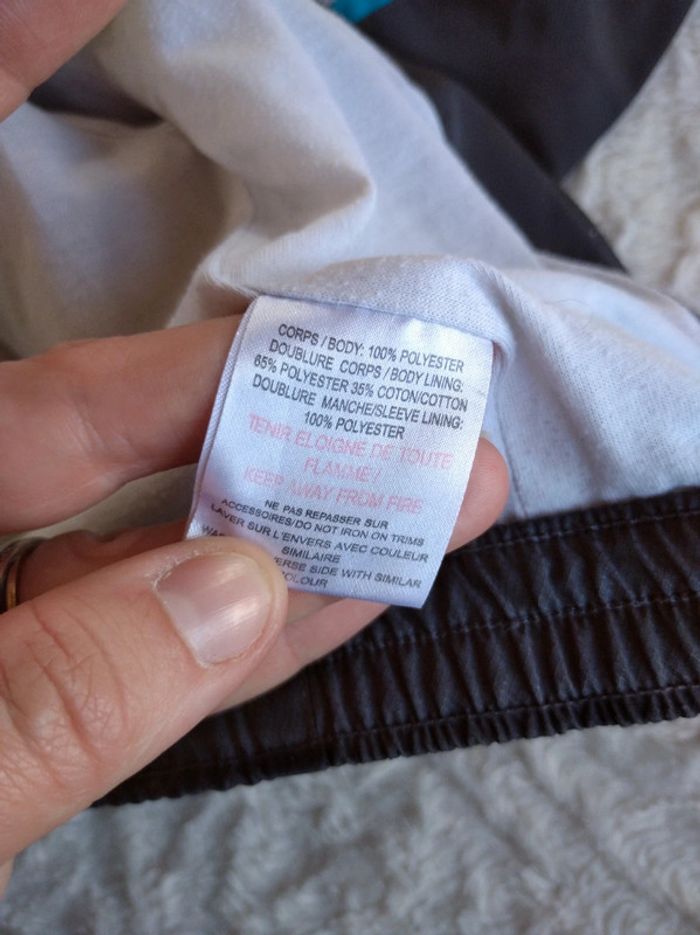 CORPS / BODY: 100% POLYESTER
DOUBLURE CORPS / BODY LINING:
65% POLYESTER 35% COTON/COTTON
DOUBLURE MANCHE/SLEEVE LINING:
100% POLYESTER
TENIR ELOIGNE DE TOUTE
FLAMME /
KEEP AWAY FROM FIRE
NE PAS REPASSER SUR
ACCESSOIRES/DO NOT IRON ON TRIMS
LAVER SUR L'ENVERS AVEC COULEUR
SIMILAIRE
SIDE WITH SIMILAR